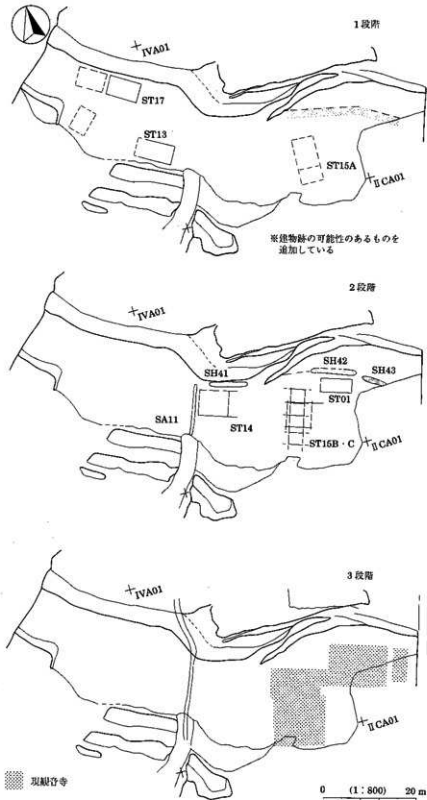 1段階
IVA01
ST17
ST13
ST15A
IICA01
※建物跡の可能性のあるものを
追加している
2段階
IVA01
SH41
SH42
SH43
SA11
ST01
ST14
ST15B・C
IICA01
3段階
IVA01
IICA01
現観音寺
0 (1:800) 20m